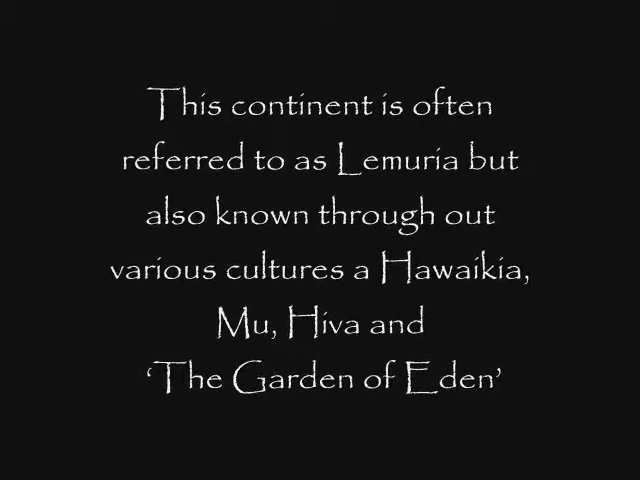 This continent is often
referred to as Lemuria but
also known through out
various cultures a Hawaikia,
Mu, Hiva and
‘The Garden of Eden’